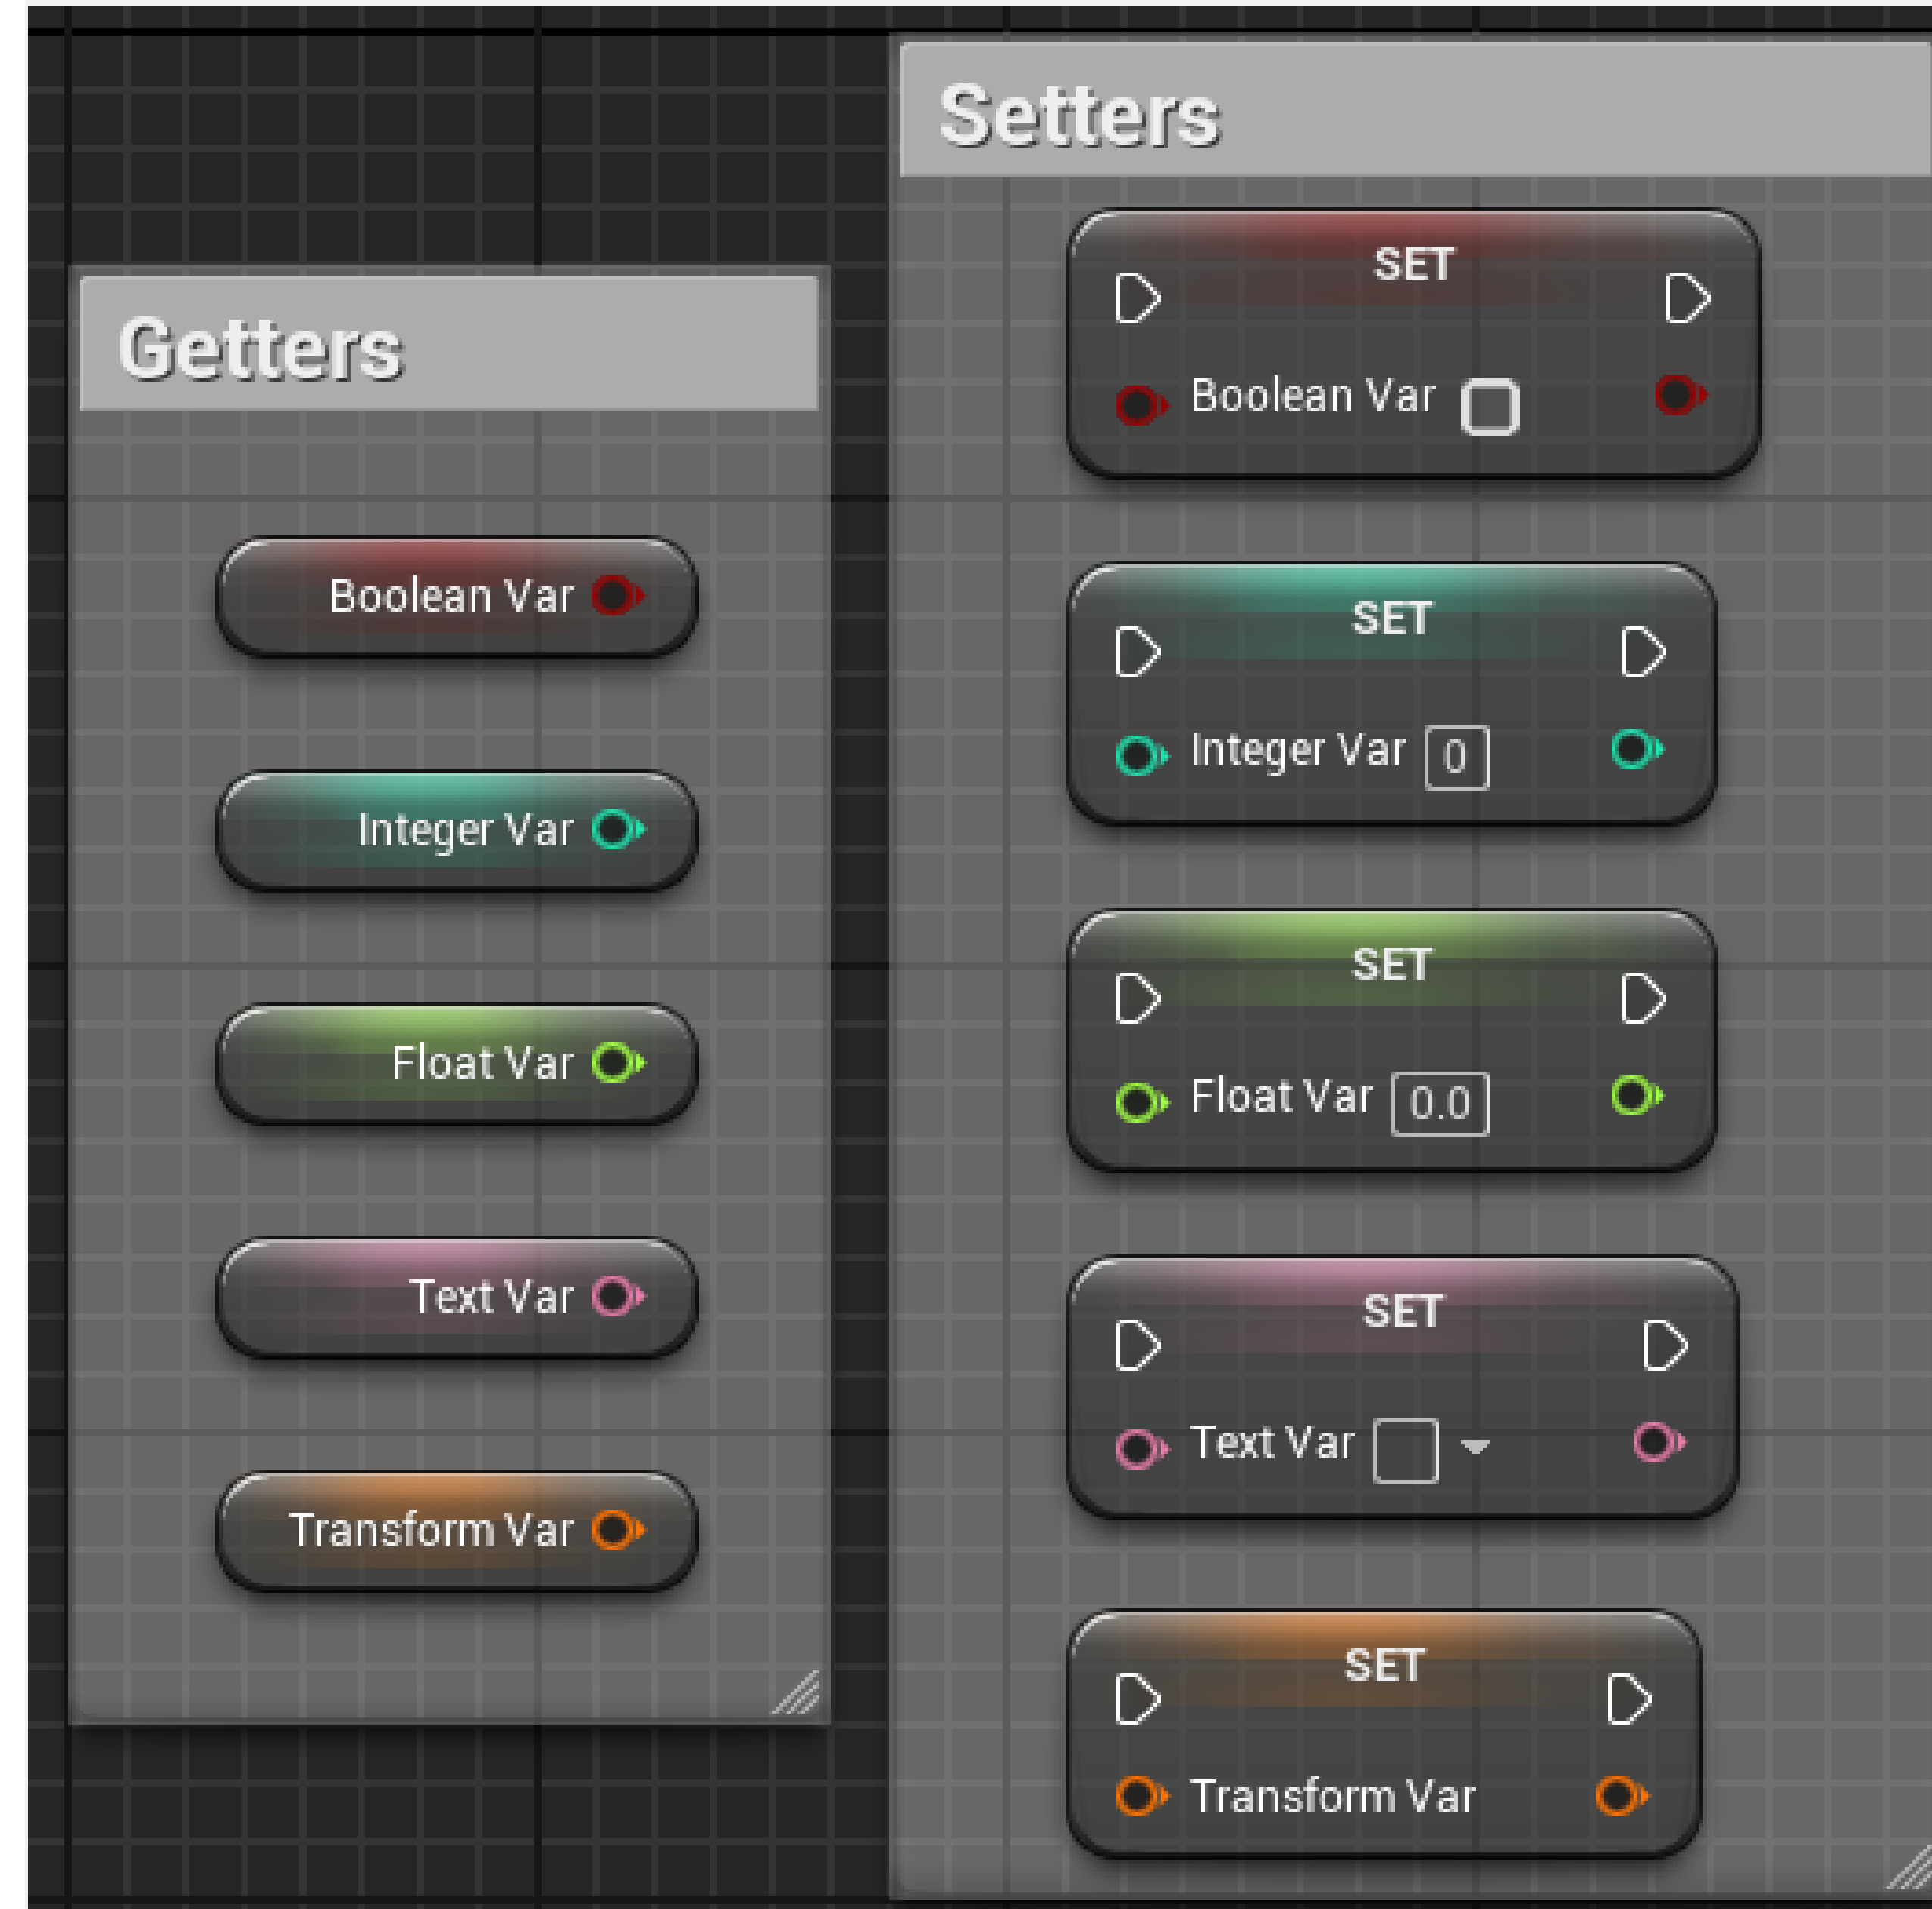 Getters
Boolean Var
Integer Var
Float Var
Text Var
Transform Var
Setters
SET
Boolean Var
SET
Integer Var 0
SET
Float Var 0.0
SET
Text Var
SET
Transform Var